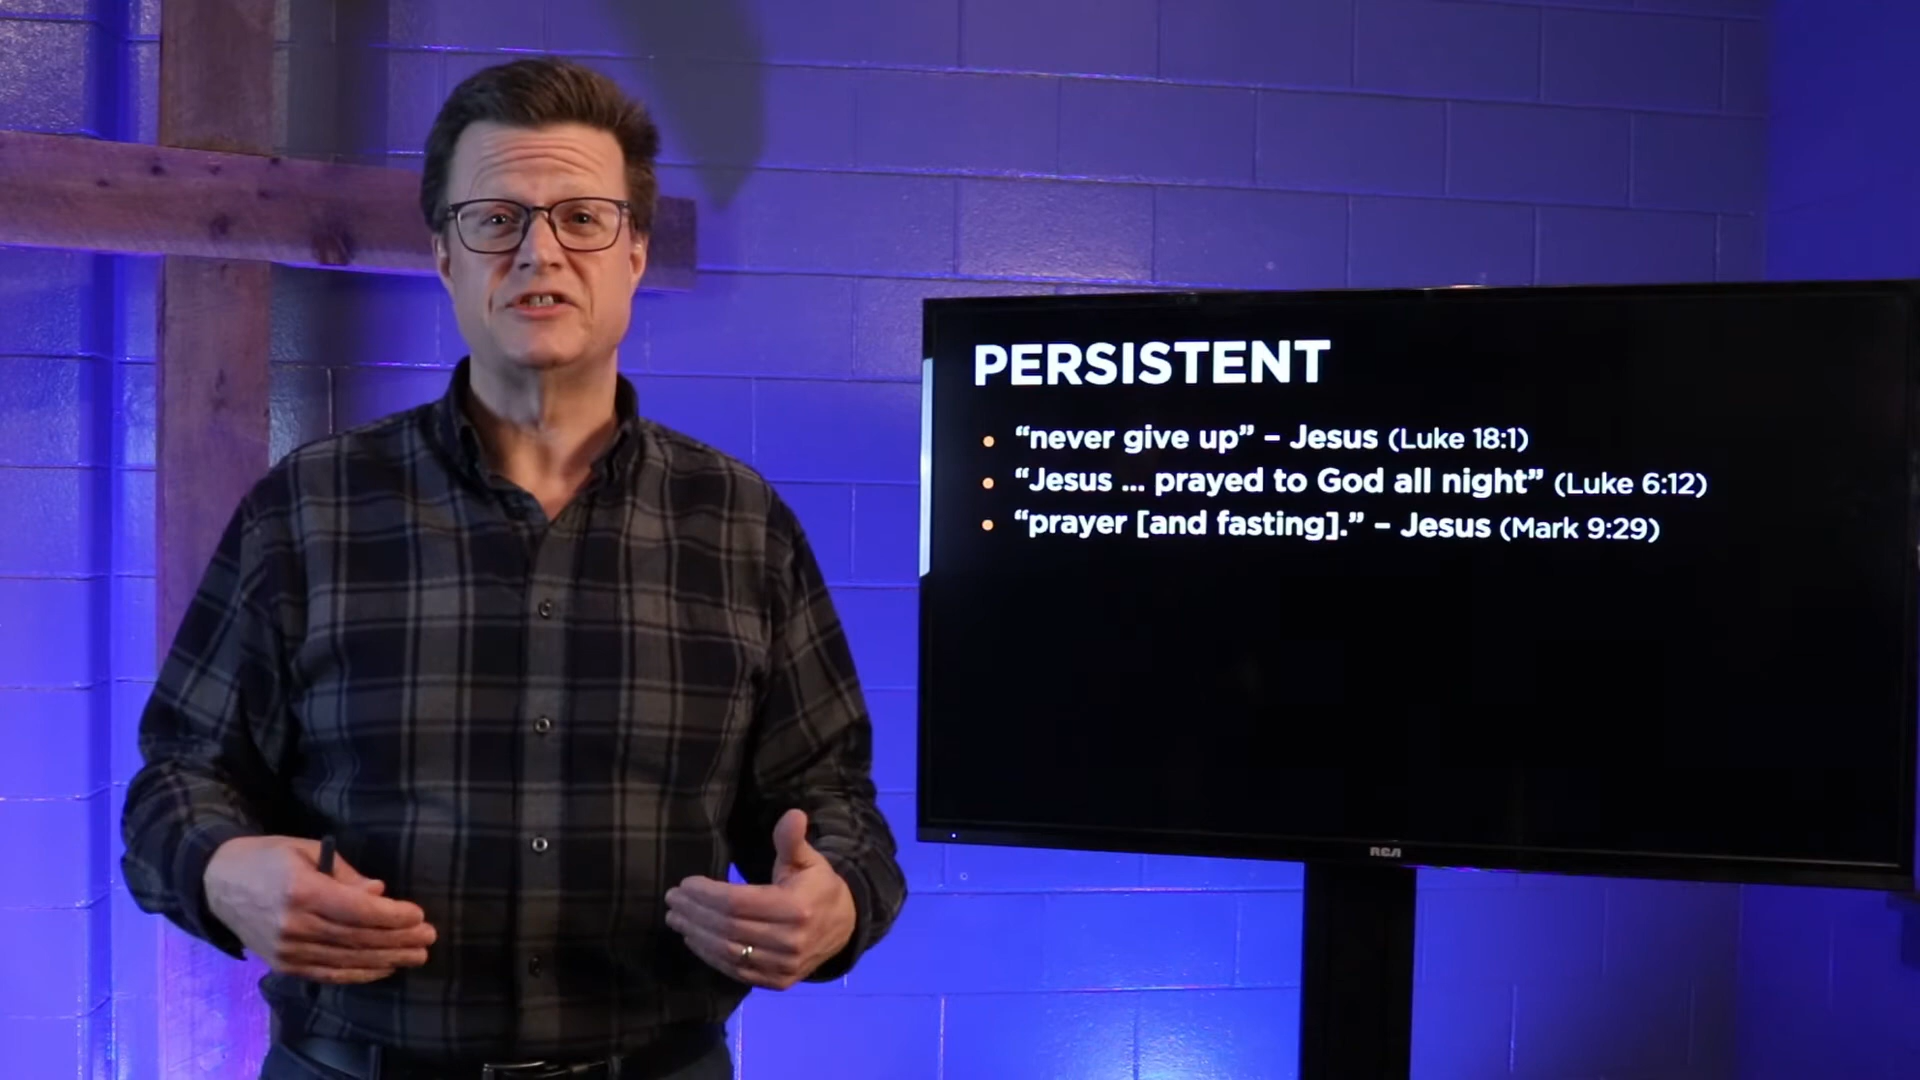 PERSISTENT
• “never give up” – Jesus (Luke 18:1)
• “Jesus ... prayed to God all night” (Luke 6:12)
• “prayer [and fasting].” – Jesus (Mark 9:29)
RCA